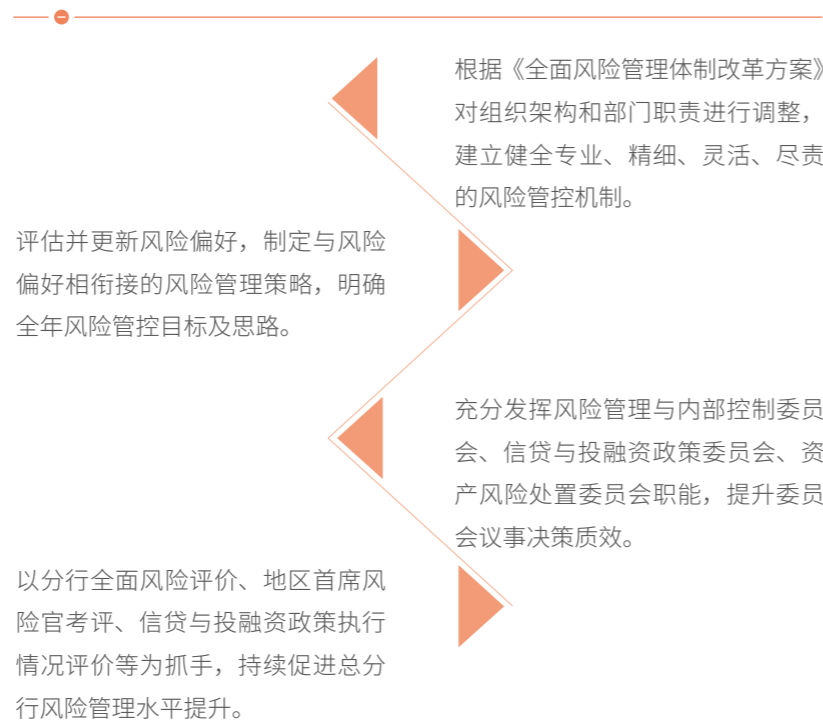 根据《全面风险管理体制改革方案》
对组织架构和部门职责进行调整，
建立健全专业、精细、灵活、尽责
的风险管控机制。
评估并更新风险偏好，制定与风险
偏好相衔接的风险管理策略，明确
全年风险管控目标及思路。
充分发挥风险管理与内部控制委员
会、信贷与投融资政策委员会、资
产风险处置委员会职能，提升委员
会议事决策质效。
以分行全面风险评价、地区首席风
险官考评、信贷与投融资政策执行
情况评价等为抓手，持续促进总分
行风险管理水平提升。